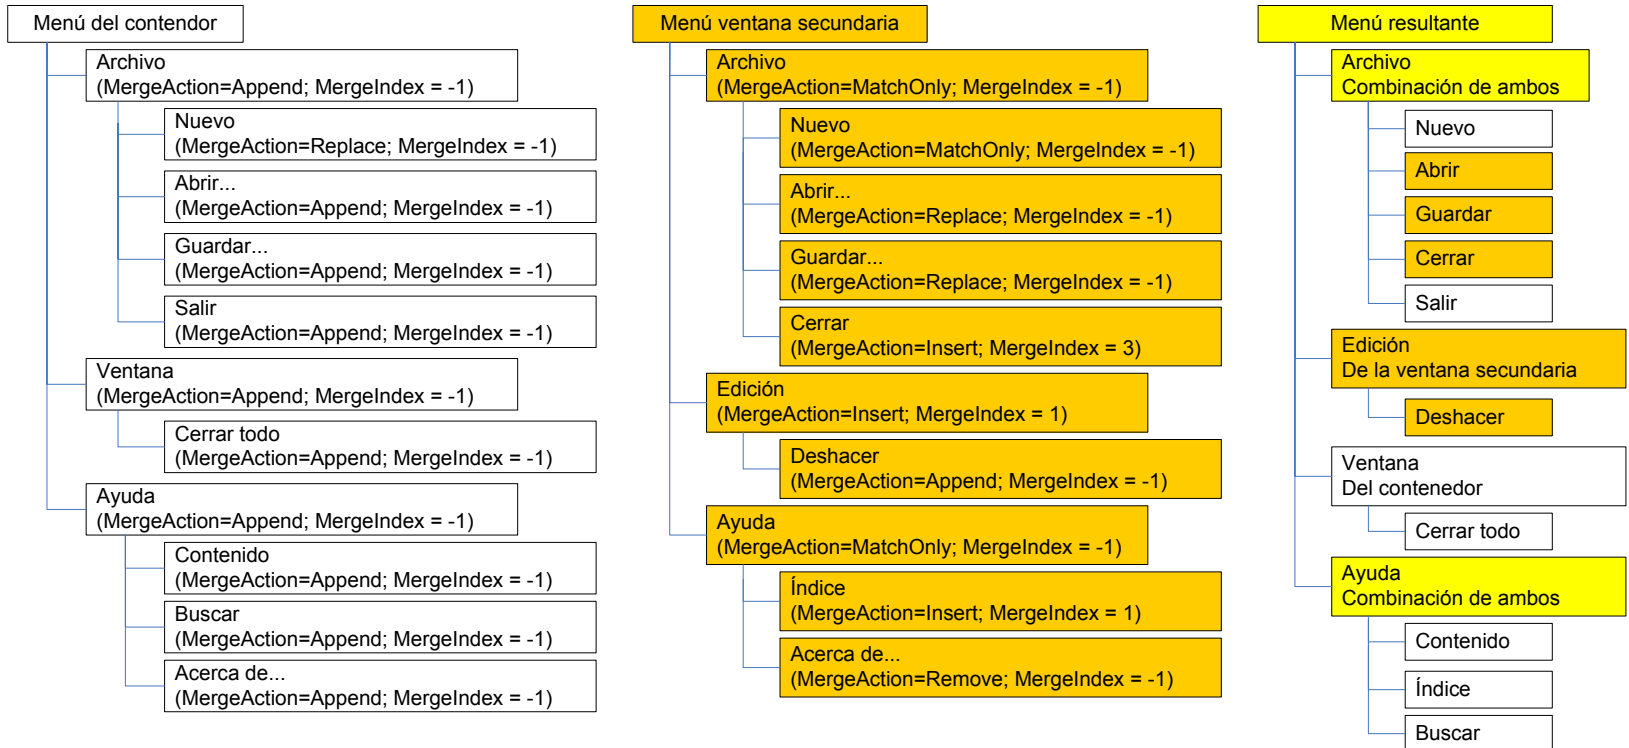 Menú del contendor
Archivo
(MergeAction=Append; MergeIndex = -1)
Nuevo
(MergeAction=Replace; MergeIndex = -1)
Abrir...
(MergeAction=Append; MergeIndex = -1)
Guardar...
(MergeAction=Append; MergeIndex = -1)
Salir
(MergeAction=Append; MergeIndex = -1)
Ventana
(MergeAction=Append; MergeIndex = -1)
Cerrar todo
(MergeAction=Append; MergeIndex = -1)
Ayuda
(MergeAction=Append; MergeIndex = -1)
Contenido
(MergeAction=Append; MergeIndex = -1)
Buscar
(MergeAction=Append; MergeIndex = -1)
Acerca de...
(MergeAction=Append; MergeIndex = -1)
Menú ventana secundaria
Archivo
(MergeAction=MatchOnly; MergeIndex = -1)
Nuevo
(MergeAction=MatchOnly; MergeIndex = -1)
Abrir...
(MergeAction=Replace; MergeIndex = -1)
Guardar...
(MergeAction=Replace; MergeIndex = -1)
Cerrar
(MergeAction=Insert; MergeIndex = 3)
Edición
(MergeAction=Insert; MergeIndex = 1)
Deshacer
(MergeAction=Append; MergeIndex = -1)
Ayuda
(MergeAction=MatchOnly; MergeIndex = -1)
Índice
(MergeAction=Insert; MergeIndex = 1)
Acerca de...
(MergeAction=Remove; MergeIndex = -1)
Menú resultante
Archivo
Combinación de ambos
Nuevo
Abrir
Guardar
Cerrar
Salir
Edición
De la ventana secundaria
Deshacer
Ventana
Del contenedor
Cerrar todo
Ayuda
Combinación de ambos
Contenido
Índice
Buscar